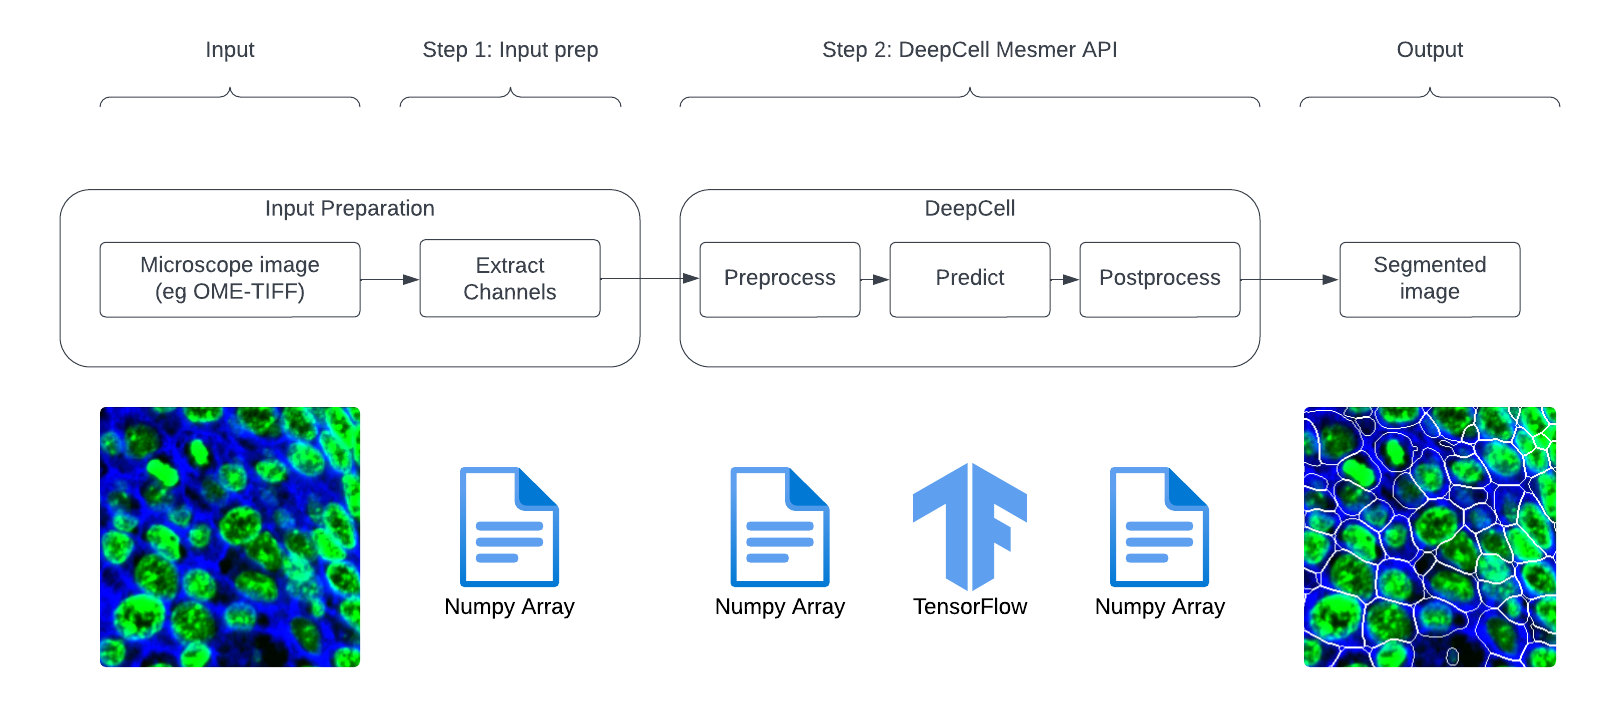 Input
Step 1: Input prep
Step 2: DeepCell Mesmer API
Output
Input Preparation
Microscope image
(eg OME-TIFF)
Extract
Channels
DeepCell
Preprocess
Predict
Postprocess
Segmented
image
Numpy Array
Numpy Array
TensorFlow
Numpy Array